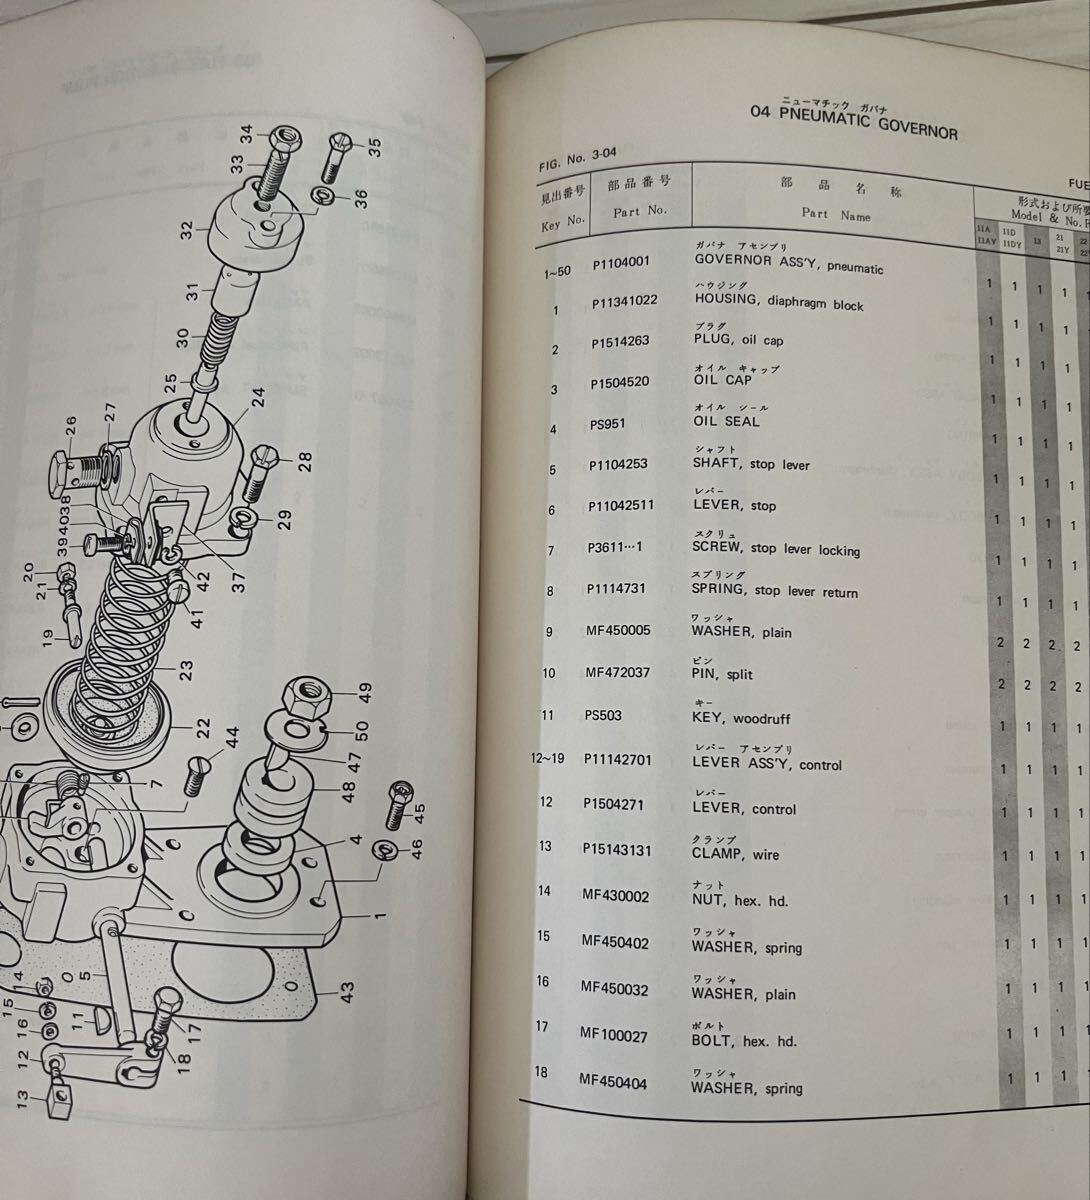 34
35
33
36
32
31
30
25
24
27
26
28
38
29
40
39
42
37
20
21
41
19
23
49
22
50
44
47
7
48
45
4
46
1
5
43
14
15
11
16
17
12
18
13
ニューマチック ガバナ
04 PNEUMATIC GOVERNOR
FIG. No. 3-04
FUE
見出番号 部品番号 部品名称 形式および所要
Key No. Part No. Part Name Model & No. R
11A 11D 13 21 22
11AY 11DY 21Y 22Y
ガバナ アセンブリ
1~50 P1104001 GOVERNOR ASS'Y, pneumatic 1 1 1 1
ハウジング
1 P11341022 HOUSING, diaphragm block 1 1 1 1
プラグ
2 P1514263 PLUG, oil cap 1 1 1 1
オイル キャップ
3 P1504520 OIL CAP 1 1 1 1
オイル シール
4 PS951 OIL SEAL 1 1 1 1
シャフト
5 P1104253 SHAFT, stop lever 1 1 1 1
レバー
6 P11042511 LEVER, stop 1 1 1 1
スクリュ
7 P3611…1 SCREW, stop lever locking 1 1 1 1
スプリング
8 P1114731 SPRING, stop lever return 1 1 1 1
ワッシャ
9 MF450005 WASHER, plain 2 2 2 2
ピン
10 MF472037 PIN, split 2 2 2 2
キー
11 PS503 KEY, woodruff 1 1 1 1
レバー アセンブリ
12~19 P11142701 LEVER ASS'Y, control 1 1 1 1
レバー
12 P1504271 LEVER, control 1 1 1 1
クランプ
13 P15143131 CLAMP, wire 1 1 1 1
ナット
14 MF430002 NUT, hex. hd. 1 1 1 1
ワッシャ
15 MF450402 WASHER, spring 1 1 1 1
ワッシャ
16 MF450032 WASHER, plain 1 1 1 1
ボルト
17 MF100027 BOLT, hex. hd. 1 1 1 1
ワッシャ
18 MF450404 WASHER, spring 1 1 1 1